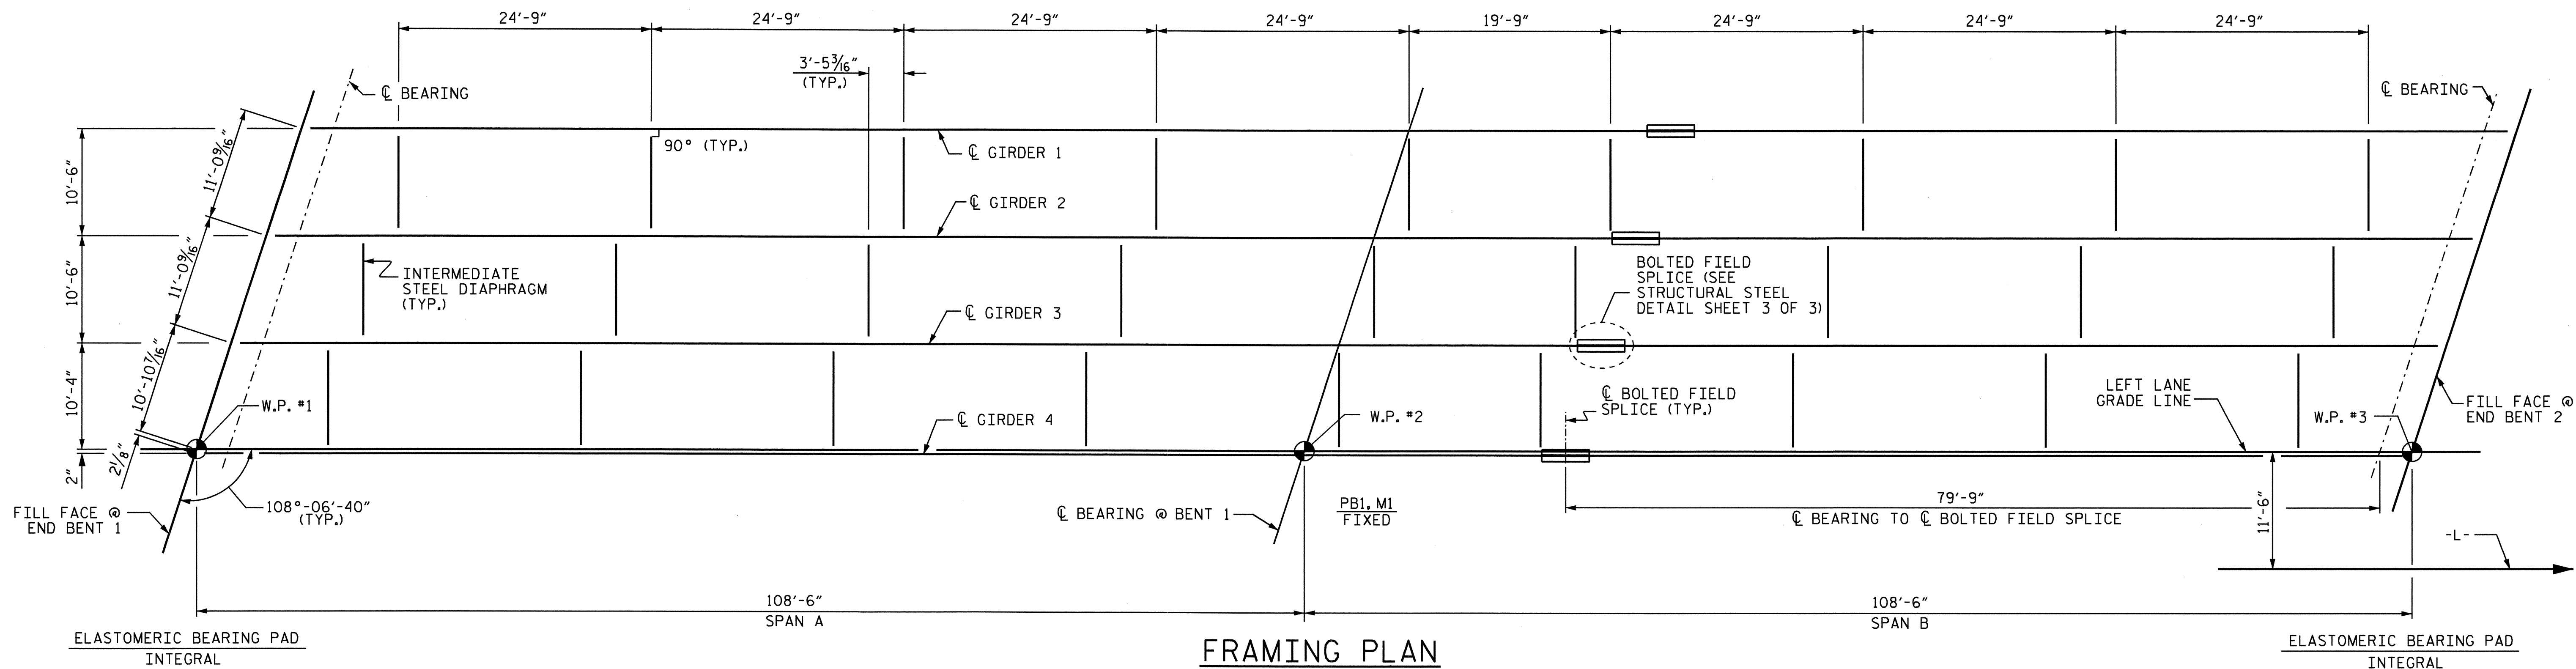 24'-9"
24'-9"
24'-9"
24'-9"
19'-9"
24'-9"
24'-9"
24'-9"
3'-5 3/16"
(TYP.)
℄ BEARING
℄ BEARING
90° (TYP.)
℄ GIRDER 1
11'-0 9/16"
10'-6"
℄ GIRDER 2
11'-0 9/16"
10'-6"
INTERMEDIATE
STEEL DIAPHRAGM
(TYP.)
BOLTED FIELD
SPLICE (SEE
STRUCTURAL STEEL
DETAIL SHEET 3 OF 3)
℄ GIRDER 3
10'-10 7/16"
10'-4"
W.P. #1
℄ GIRDER 4
W.P. #2
℄ BOLTED FIELD
SPLICE (TYP.)
LEFT LANE
GRADE LINE
W.P. #3
FILL FACE @
END BENT 2
2 1/8"
2"
108°-06'-40"
(TYP.)
FILL FACE @
END BENT 1
℄ BEARING @ BENT 1
PB1, M1
FIXED
79'-9"
℄ BEARING TO ℄ BOLTED FIELD SPLICE
11'-6"
-L-
108'-6"
SPAN A
108'-6"
SPAN B
ELASTOMERIC BEARING PAD
INTEGRAL
FRAMING PLAN
ELASTOMERIC BEARING PAD
INTEGRAL